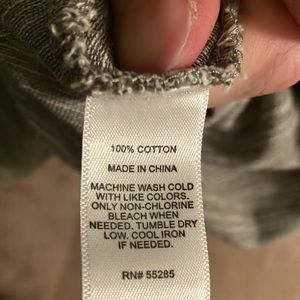 100% COTTON
MADE IN CHINA
MACHINE WASH COLD
WITH LIKE COLORS.
ONLY NON-CHLORINE
BLEACH WHEN
NEEDED. TUMBLE DRY
LOW. COOL IRON
IF NEEDED.
RN# 55285